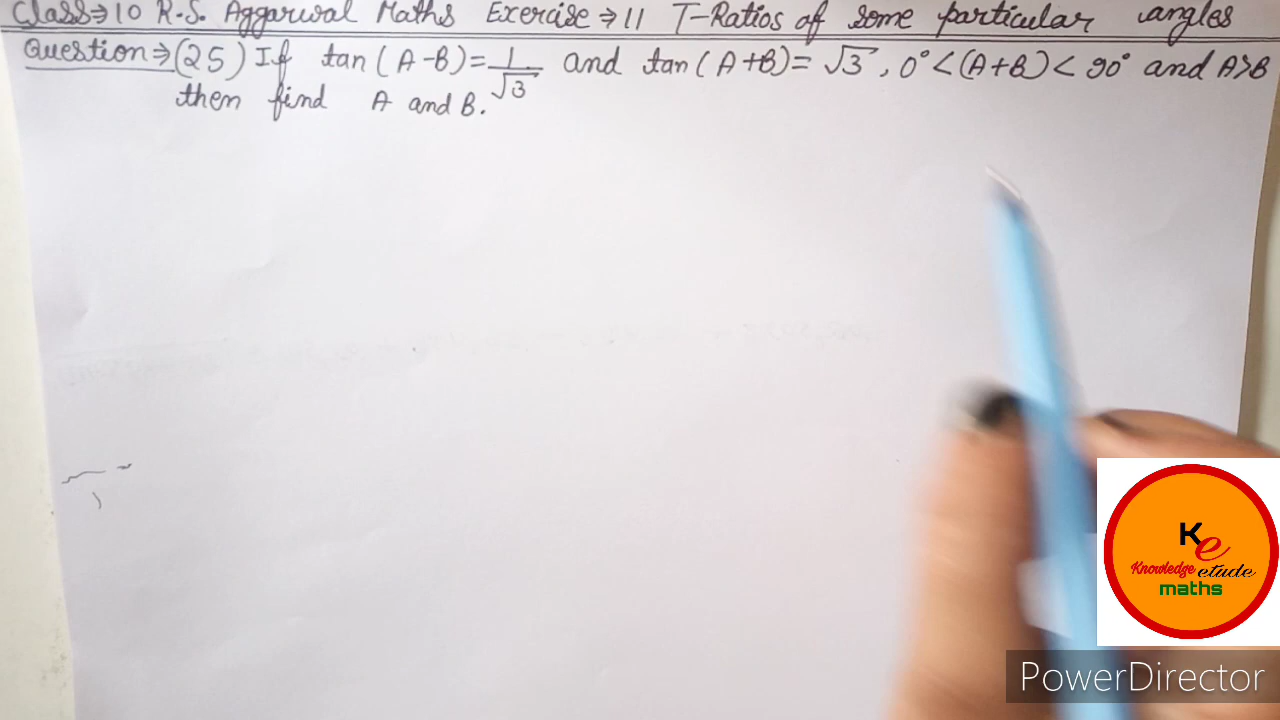 Class⇒10 R.S. Aggarwal Maths Exercise⇒11 T-Ratios of some particular angles
Question⇒(25) If tan(A-B)=1/√3 and tan(A+B)=√3, 0°<(A+B)<90° and A>B
then find A and B.
Ke
Knowledge etude
maths
PowerDirector